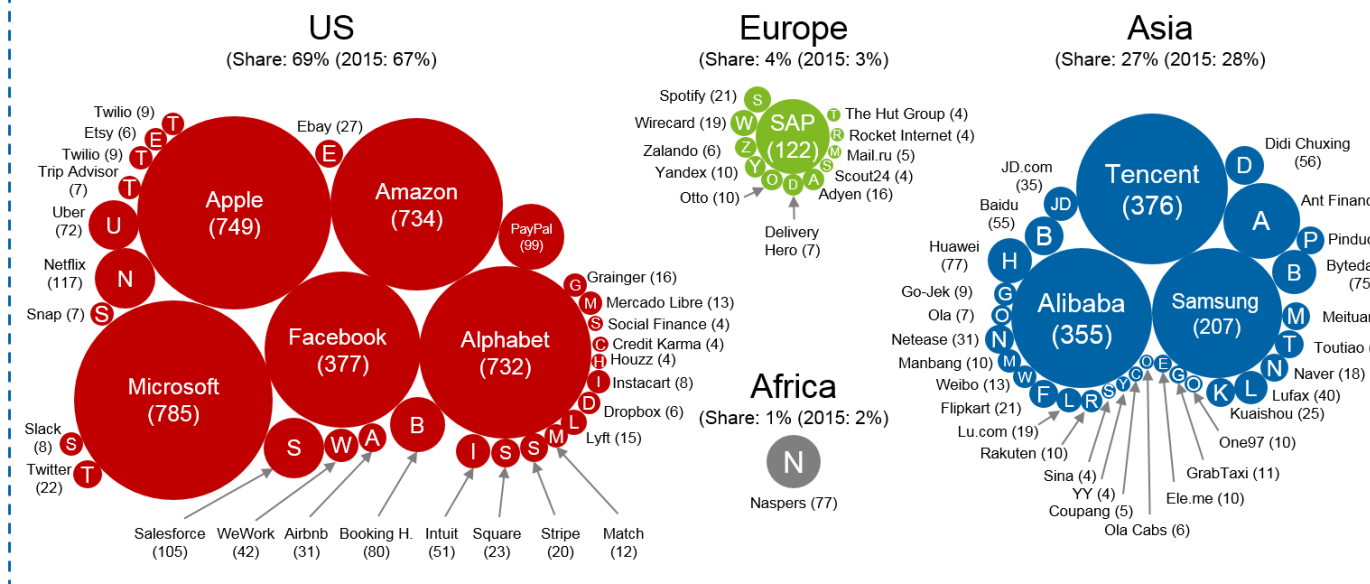 US
(Share: 69% (2015: 67%)
Twilio (9)
T
Etsy (6)
E
Twilio (9)
T
Trip Advisor
(7)
T
Uber
(72)
U
Netflix
(117)
N
Snap (7)
S
Apple
(749)
Ebay (27)
E
Amazon
(734)
PayPal
(99)
Microsoft
(785)
Facebook
(377)
Alphabet
(732)
G
Grainger (16)
M
Mercado Libre (13)
S
Social Finance (4)
C
Credit Karma (4)
H
Houzz (4)
I
Instacart (8)
D
Dropbox (6)
L
Lyft (15)
Slack
(8)
S
Twitter
(22)
T
S
W
A
B
I
S
S
M
Salesforce
(105)
WeWork
(42)
Airbnb
(31)
Booking H.
(80)
Intuit
(51)
Square
(23)
Stripe
(20)
Match
(12)
Europe
(Share: 4% (2015: 3%)
Spotify (21)
S
Wirecard (19)
W
Zalando (6)
Z
Yandex (10)
Y
Otto (10)
O
SAP
(122)
T
The Hut Group (4)
R
Rocket Internet (4)
M
Mail.ru (5)
S
Scout24 (4)
A
Adyen (16)
D
Delivery
Hero (7)
Africa
(Share: 1% (2015: 2%)
N
Naspers (77)
Asia
(Share: 27% (2015: 28%)
Tencent
(376)
D
Didi Chuxing
(56)
JD.com
(35)
JD
Baidu
(55)
B
Huawei
(77)
H
Go-Jek (9)
G
Ola (7)
O
Netease (31)
N
Manbang (10)
M
Weibo (13)
W
Flipkart (21)
F
Lu.com (19)
L
Rakuten (10)
R
Alibaba
(355)
Samsung
(207)
A
Ant Financ
P
Pinduc
B
Byteda
(75
M
Meituar
T
Toutiao (
N
Naver (18)
L
Lufax (40)
K
Kuaishou (25)
S
Y
C
O
E
G
O
Sina (4)
YY (4)
Coupang (5)
Ola Cabs (6)
Ele.me (10)
GrabTaxi (11)
One97 (10)